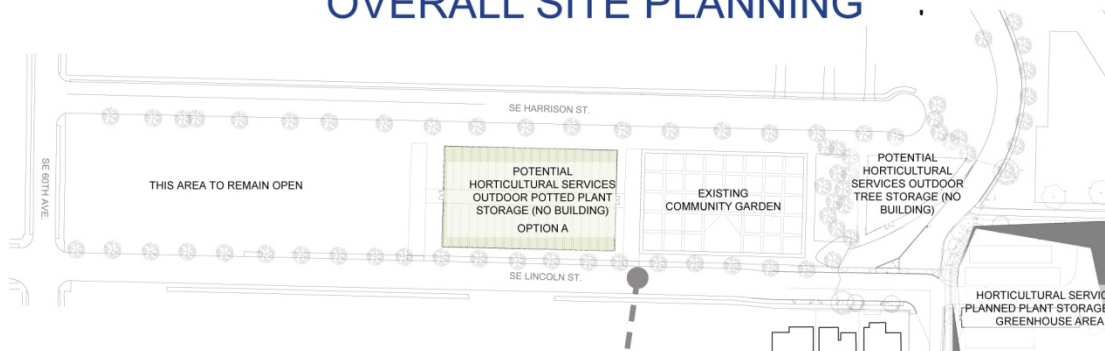 OVERALL SITE PLANNING
SE HARRISON ST.
SE 60TH AVE.
THIS AREA TO REMAIN OPEN
POTENTIAL
HORTICULTURAL SERVICES
OUTDOOR POTTED PLANT
STORAGE (NO BUILDING)
OPTION A
EXISTING
COMMUNITY GARDEN
POTENTIAL
HORTICULTURAL
SERVICES OUTDOOR
TREE STORAGE (NO
BUILDING)
SE LINCOLN ST.
HORTICULTURAL SERVIC
PLANNED PLANT STORAGE
GREENHOUSE AREA